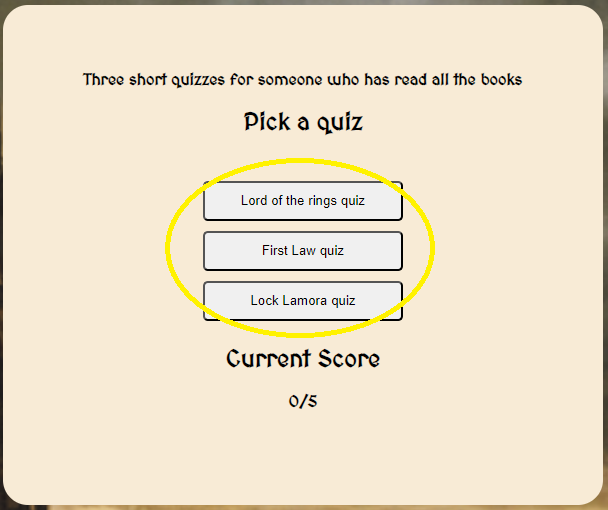 Three short quizzes for someone who has read all the books
Pick a quiz
Lord of the rings quiz
First Law quiz
Lock Lamora quiz
Current Score
0/5